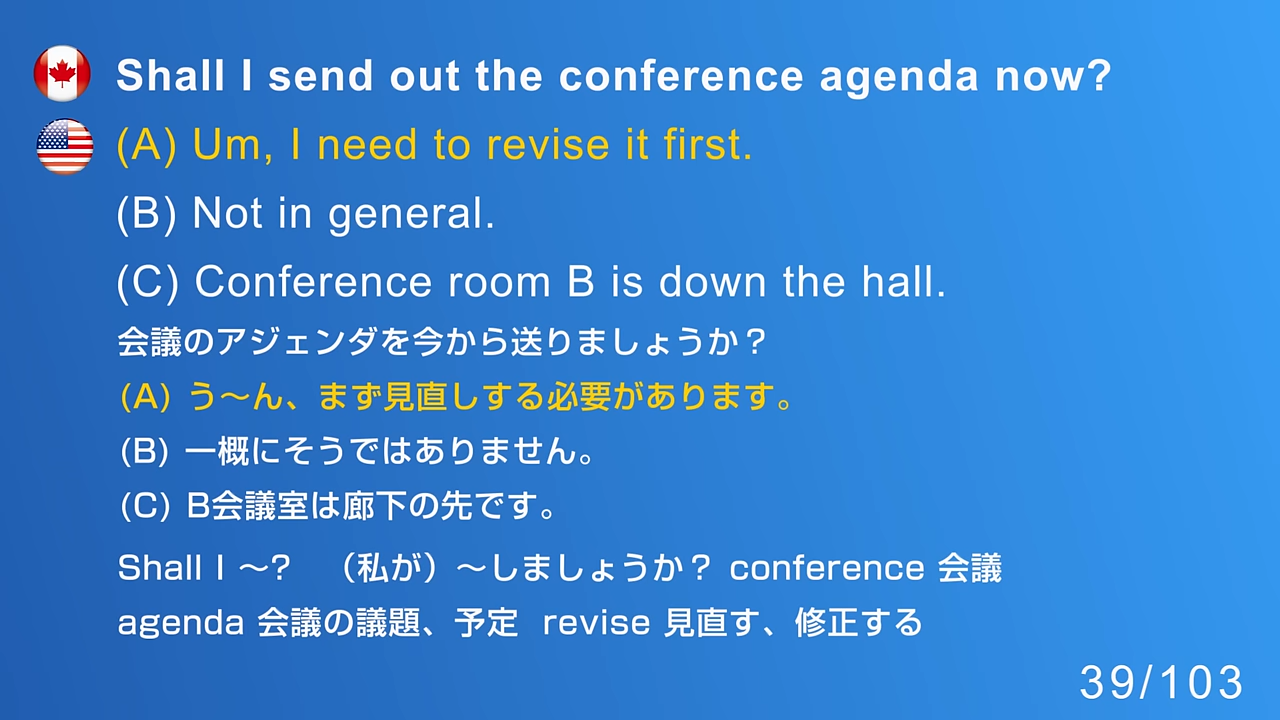 Shall I send out the conference agenda now?
(A) Um, I need to revise it first.
(B) Not in general.
(C) Conference room B is down the hall.
会議のアジェンダを今から送りましょうか？
(A) う〜ん、まず見直しする必要があります。
(B) 一概にそうではありません。
(C) B会議室は廊下の先です。
Shall I 〜?　（私が）〜しましょうか？ conference 会議
agenda 会議の議題、予定  revise 見直す、修正する
39/103